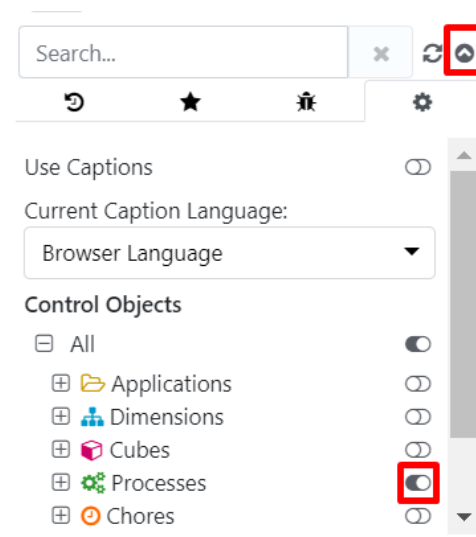 Search...
Use Captions
Current Caption Language:
Browser Language
Control Objects
All
Applications
Dimensions
Cubes
Processes
Chores